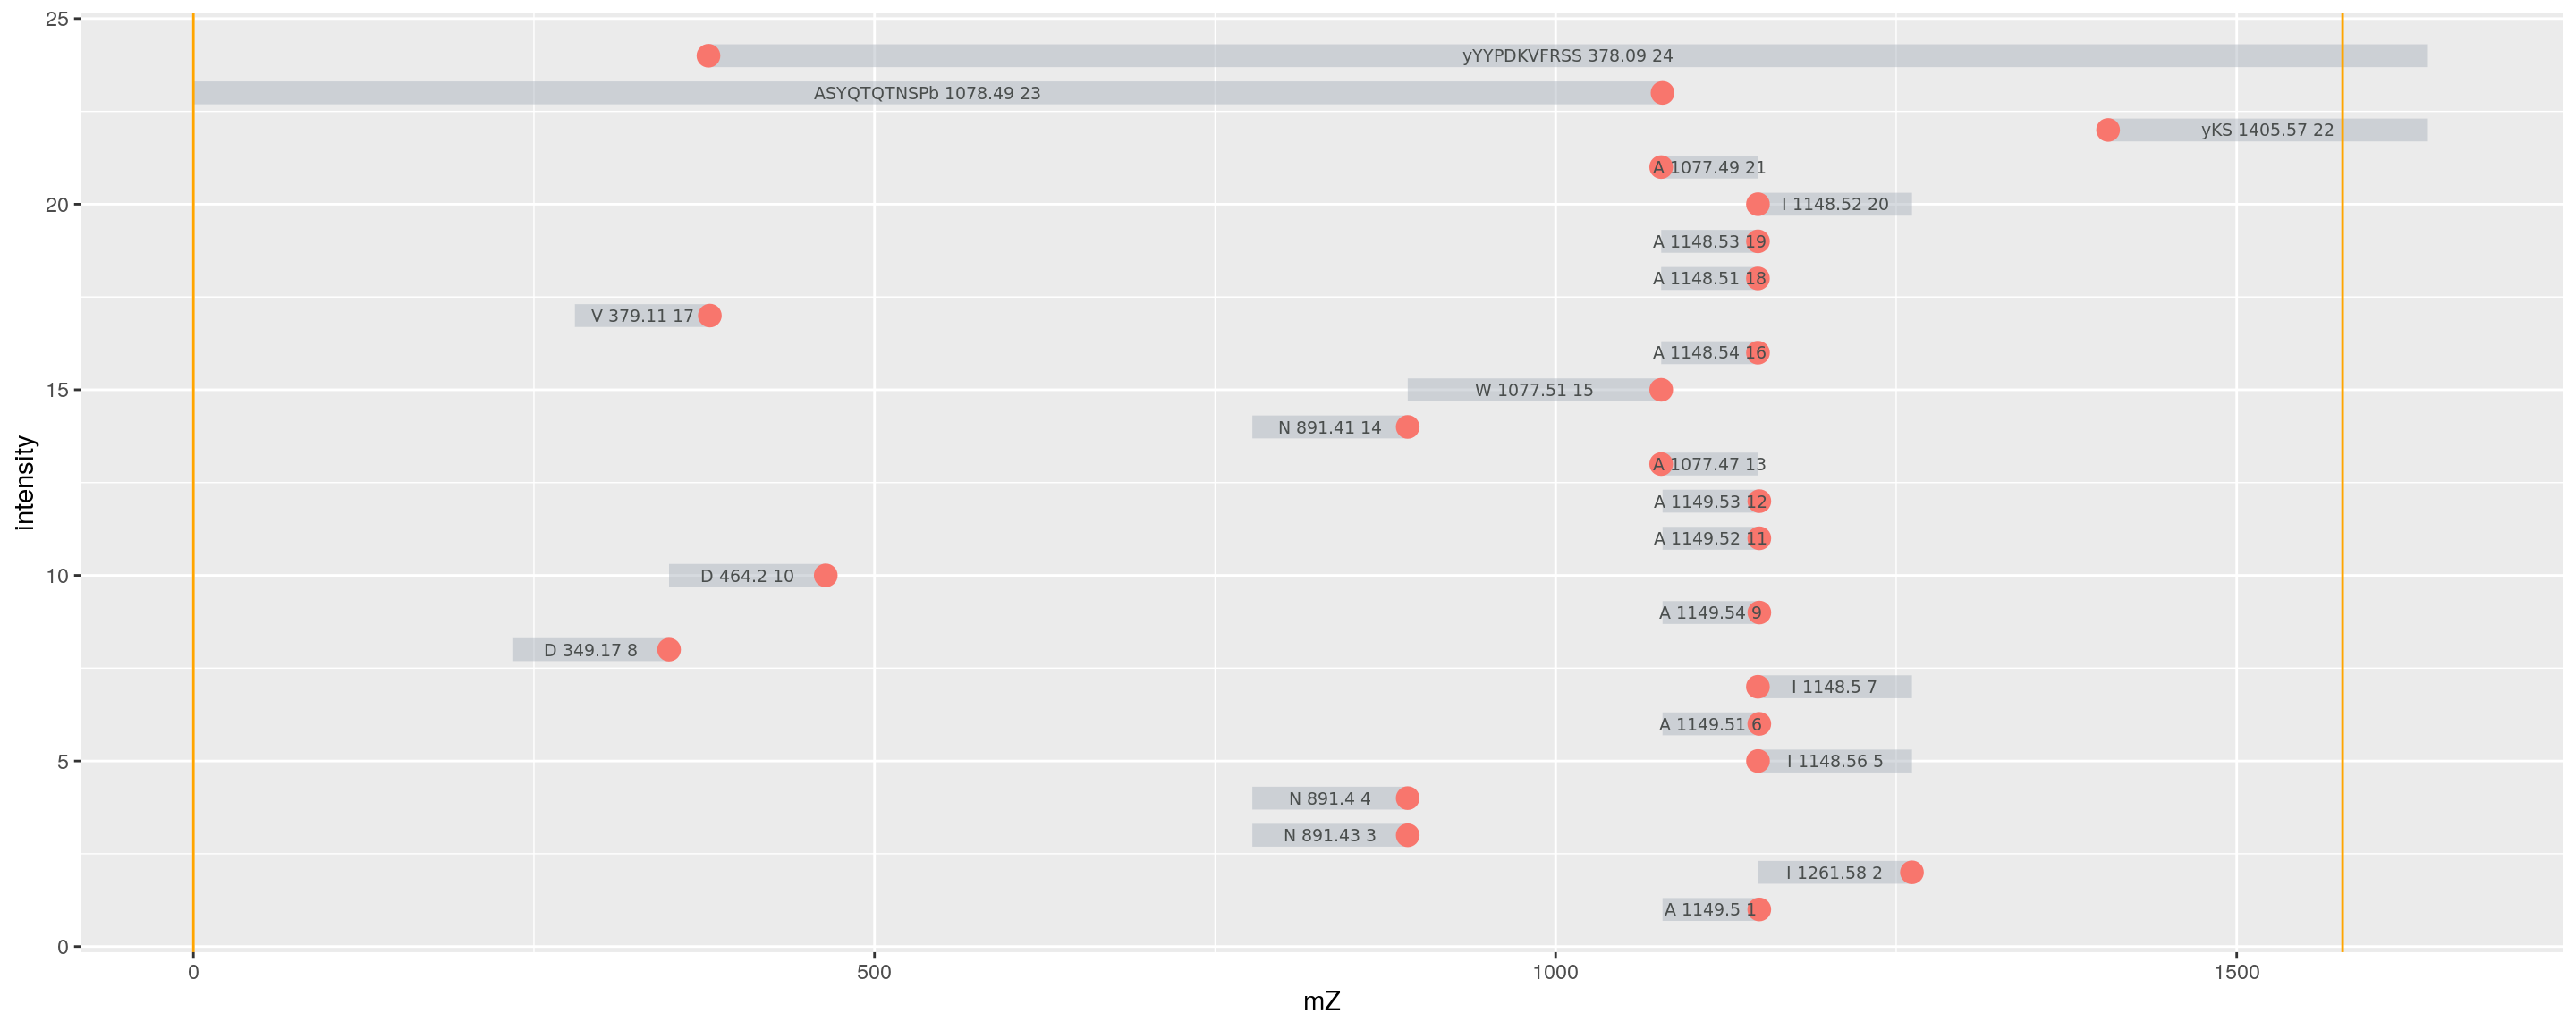 25
yYYPDKVFRSS 378.09 24
ASYQTQTNSPb 1078.49 23
yKS 1405.57 22
A 1077.49 21
20
I 1148.52 20
A 1148.53 19
A 1148.51 18
V 379.11 17
A 1148.54 16
15
W 1077.51 15
N 891.41 14
A 1077.47 13
A 1149.53 12
A 1149.52 11
10
D 464.2 10
A 1149.54 9
D 349.17 8
I 1148.5 7
A 1149.51 6
5
I 1148.56 5
N 891.4 4
N 891.43 3
I 1261.58 2
A 1149.5 1
0
intensity
0 500 1000 1500
mZ